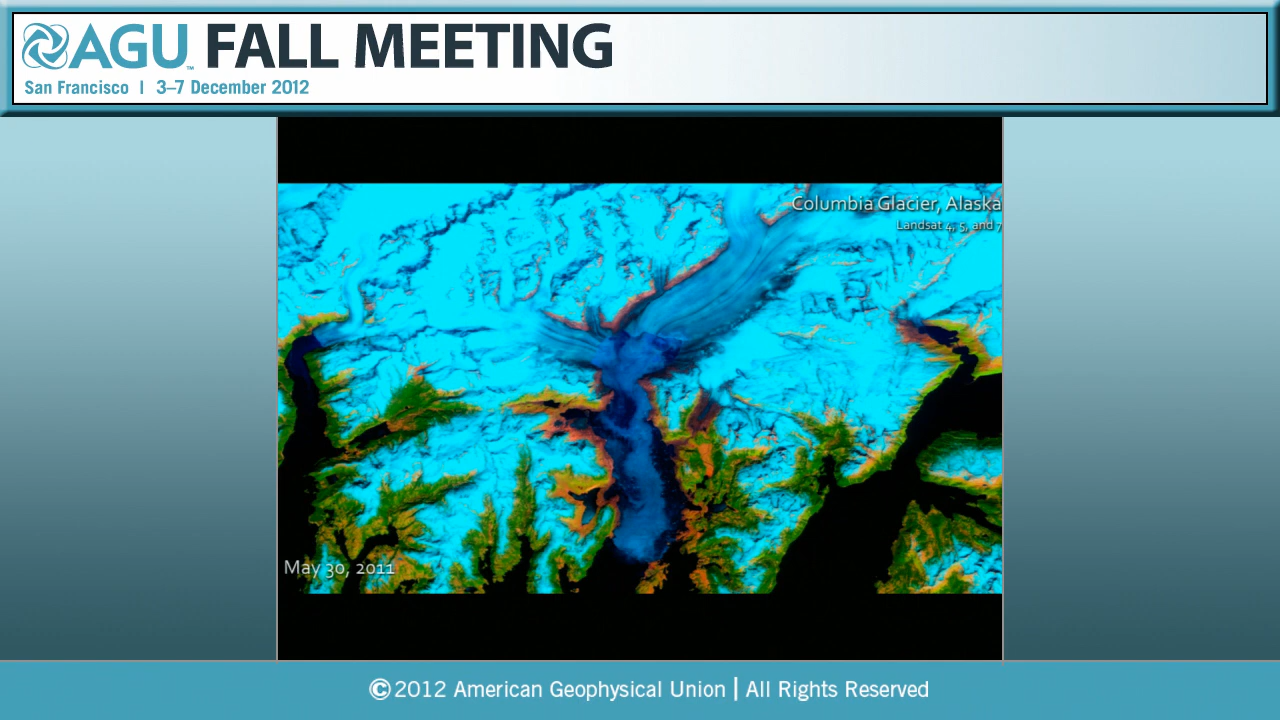 AGU™ FALL MEETING
San Francisco | 3–7 December 2012
Columbia Glacier, Alaska
Landsat 4, 5, and 7
May 30, 2011
©2012 American Geophysical Union | All Rights Reserved